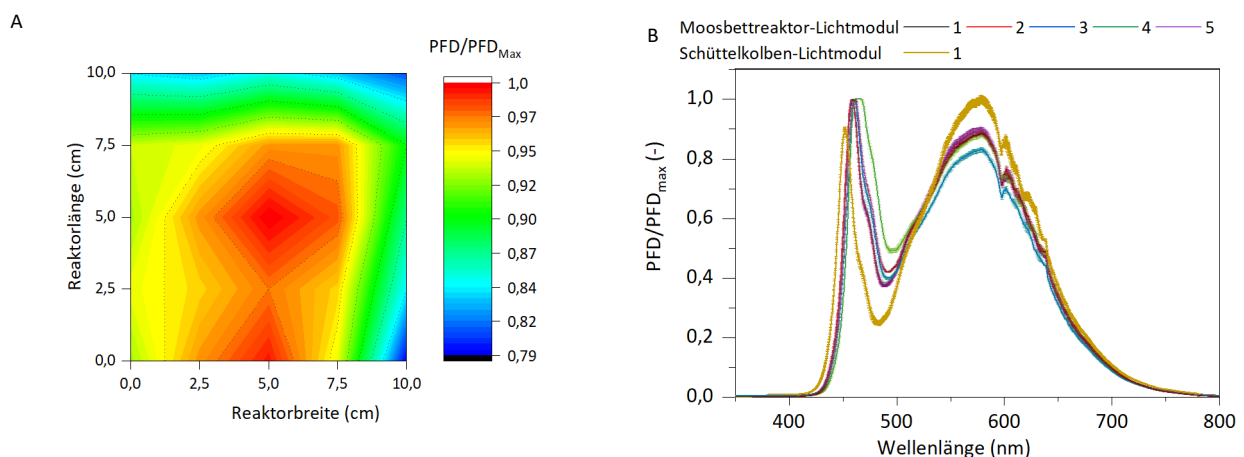 A
PFD/PFD_Max
Reaktorlänge (cm)
10,0
7,5
5,0
2,5
0,0
0,0 2,5 5,0 7,5 10,0
Reaktorbreite (cm)
1,0
0,97
0,95
0,92
0,90
0,87
0,84
0,82
0,79
B
Moosbettreaktor-Lichtmodul 1 2 3 4 5
Schüttelkolben-Lichtmodul 1
PFD/PFD_max (-)
1,0
0,8
0,6
0,4
0,2
0,0
400 500 600 700 800
Wellenlänge (nm)